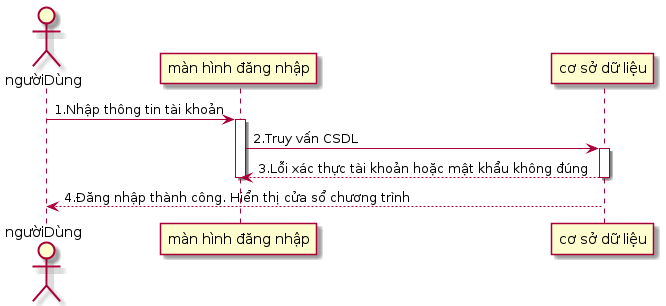 ngườiDùng
màn hình đăng nhập
cơ sở dữ liệu
1.Nhập thông tin tài khoản
2.Truy vấn CSDL
3.Lỗi xác thực tài khoản hoặc mật khẩu không đúng
4.Đăng nhập thành công. Hiển thị cửa sổ chương trình
ngườiDùng
màn hình đăng nhập
cơ sở dữ liệu